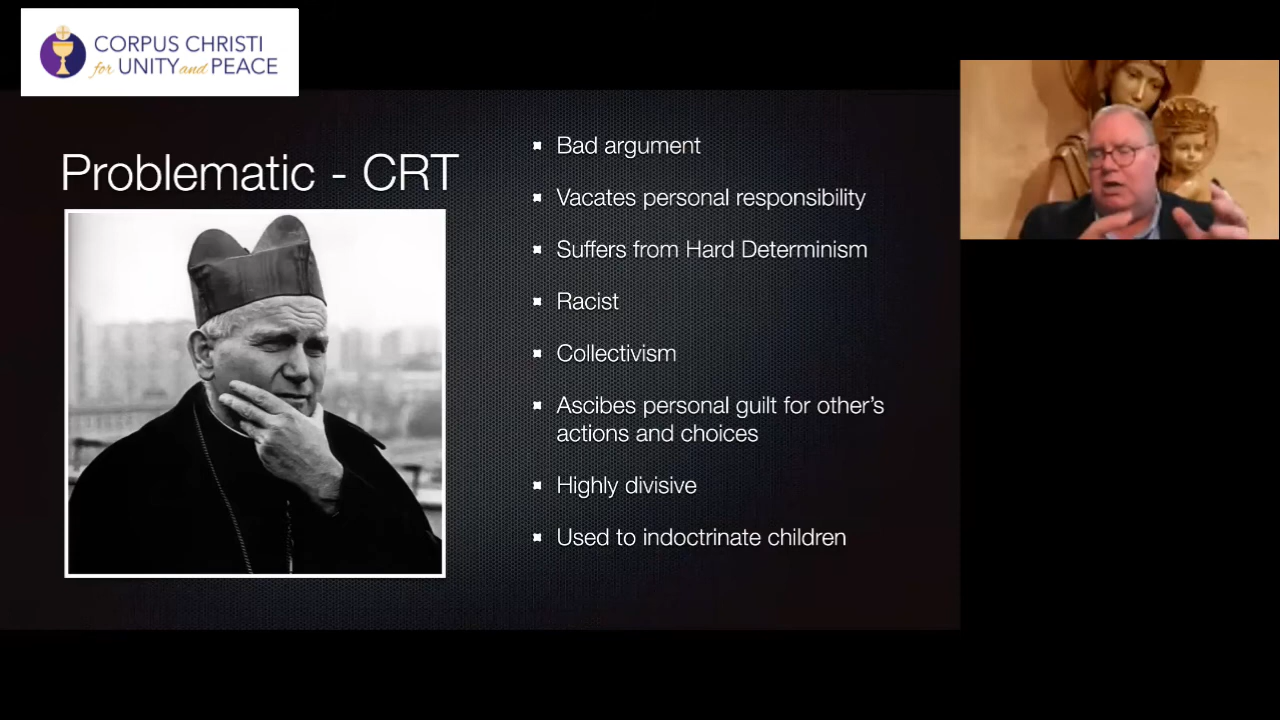 CORPUS CHRISTI
for UNITY and PEACE
Problematic - CRT
Bad argument
Vacates personal responsibility
Suffers from Hard Determinism
Racist
Collectivism
Ascibes personal guilt for other's
actions and choices
Highly divisive
Used to indoctrinate children